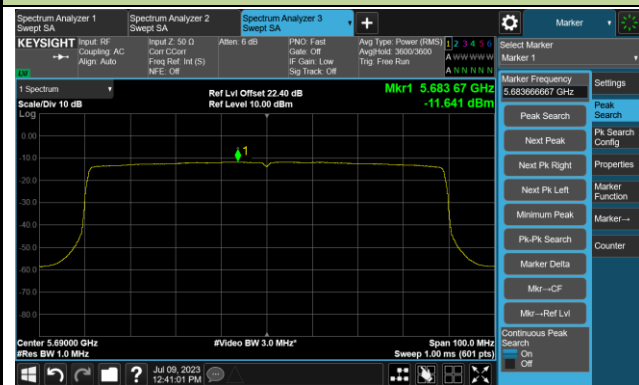 Spectrum Analyzer 1
Swept SA
Spectrum Analyzer 2
Swept SA
Spectrum Analyzer 3
Swept SA
Marker
KEYSIGHT
Input: RF
Coupling: AC
Align: Auto
Input Z: 50 Ω
Corr CCorr
Freq Ref: Int (S)
NFE: Off
Atten: 6 dB
PNO: Fast
Gate: Off
IF Gain: Low
Sig Track: Off
Avg Type: Power (RMS)
Avg|Hold: 3600/3600
Trig: Free Run
1 2 3 4 5 6
A W W W W W
A N N N N N
LXI
Select Marker
Marker 1
1 Spectrum
Scale/Div 10 dB
Ref Lvl Offset 22.40 dB
Ref Level 10.00 dBm
Mkr1 5.683 67 GHz
-11.641 dBm
Log
0.00
-10.0
-20.0
-30.0
-40.0
-50.0
-60.0
-70.0
-80.0
1
Center 5.69000 GHz
#Res BW 1.0 MHz
#Video BW 3.0 MHz*
Span 100.0 MHz
Sweep 1.00 ms (601 pts)
Marker Frequency
5.683666667 GHz
Peak Search
Next Peak
Next Pk Right
Next Pk Left
Minimum Peak
Pk-Pk Search
Marker Delta
Mkr→CF
Mkr→Ref Lvl
Continuous Peak
Search
On
Off
Settings
Peak
Search
Pk Search
Config
Properties
Marker
Function
Marker→
Counter
Jul 09, 2023
12:41:01 PM